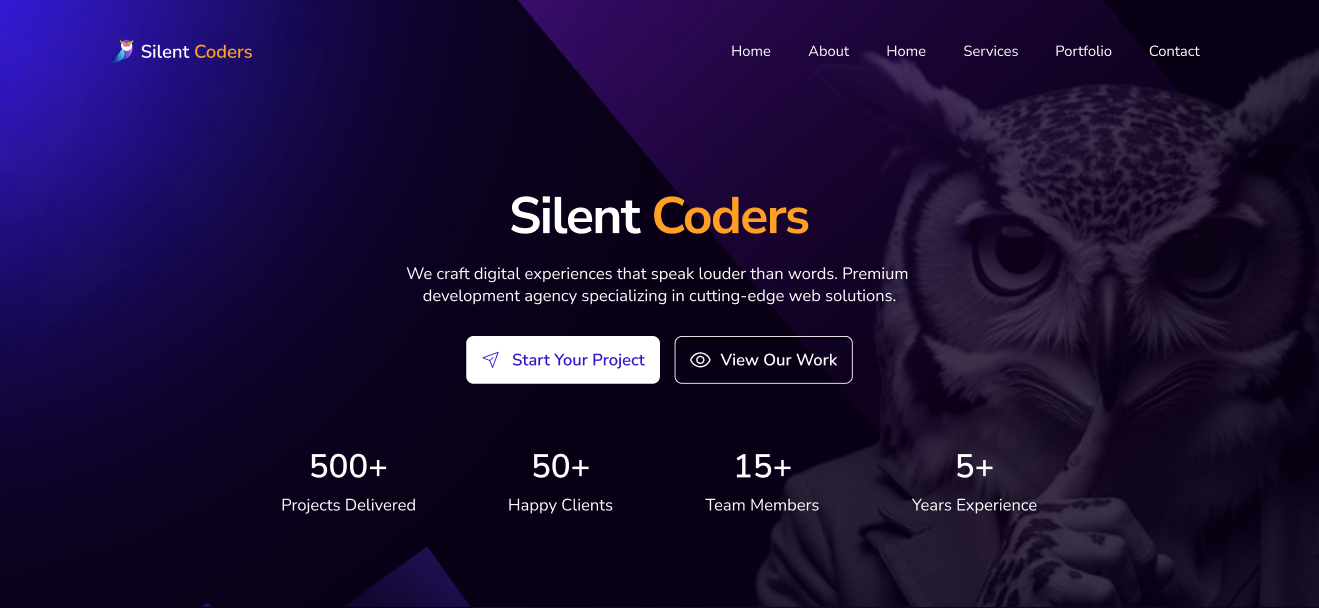 Silent Coders
Home About Home Services Portfolio Contact
Silent Coders
We craft digital experiences that speak louder than words. Premium
development agency specializing in cutting-edge web solutions.
Start Your Project View Our Work
500+ 50+ 15+ 5+
Projects Delivered Happy Clients Team Members Years Experience